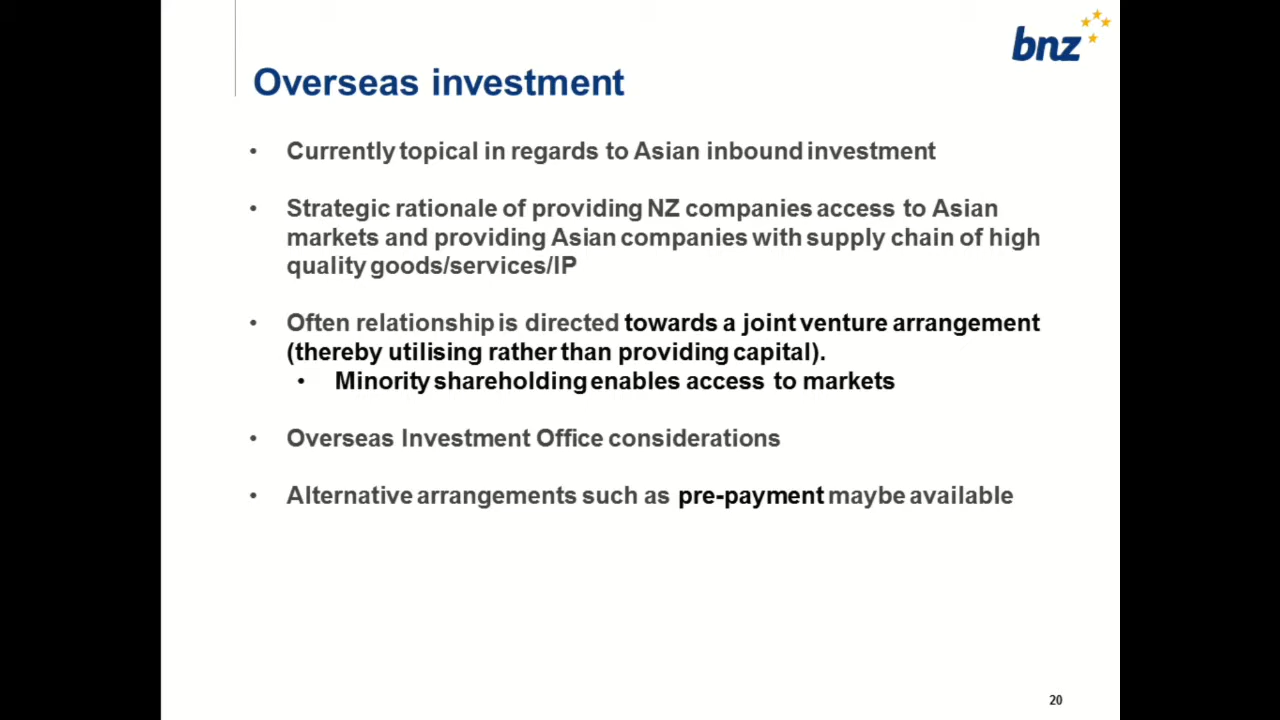 bnz
Overseas investment
• Currently topical in regards to Asian inbound investment
• Strategic rationale of providing NZ companies access to Asian
markets and providing Asian companies with supply chain of high
quality goods/services/IP
• Often relationship is directed towards a joint venture arrangement
(thereby utilising rather than providing capital).
• Minority shareholding enables access to markets
• Overseas Investment Office considerations
• Alternative arrangements such as pre-payment maybe available
20